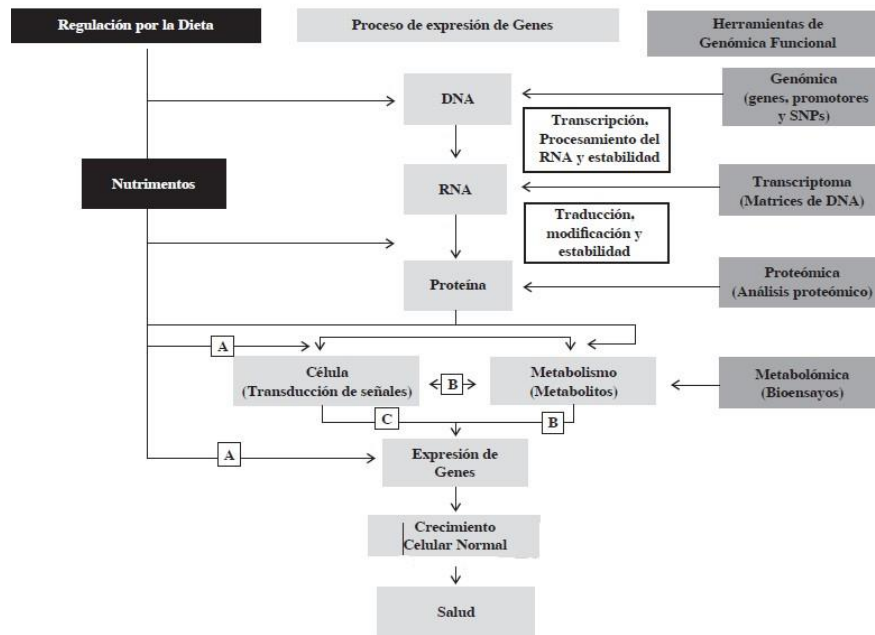 Regulación por la Dieta
Proceso de expresión de Genes
Herramientas de
Genómica Funcional
DNA
Genómica
(genes, promotores
y SNPs)
Transcripción,
Procesamiento del
RNA y estabilidad
Nutrimentos
RNA
Transcriptoma
(Matrices de DNA)
Traducción,
modificación y
estabilidad
Proteína
Proteómica
(Análisis proteómico)
A
Célula
(Transducción de señales)
B
Metabolismo
(Metabolitos)
Metabolómica
(Bioensayos)
C
B
A
Expresión de
Genes
Crecimiento
Celular Normal
Salud